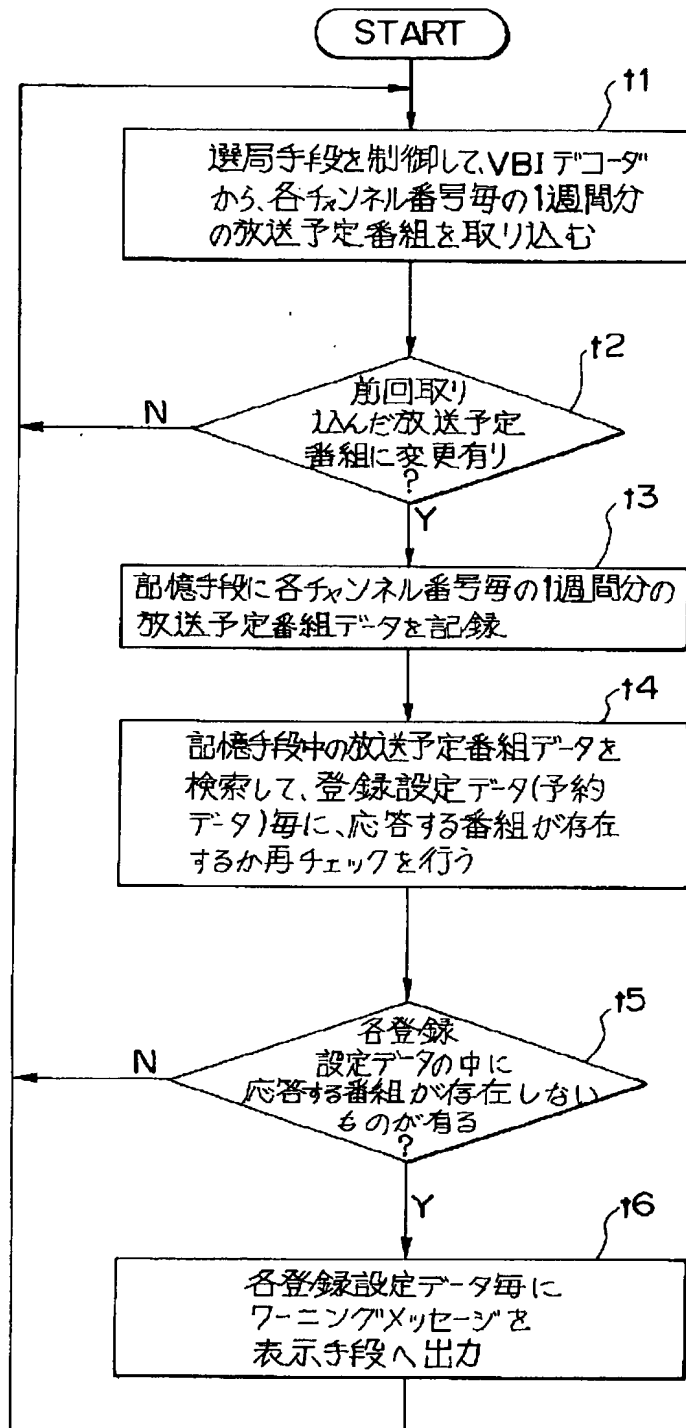 START
t1
選局手段を制御して、VBIデコーダ
から、各チャンネル番号毎の1週間分
の放送予定番組を取り込む
t2
前回取り
込んだ放送予定
番組に変更有り
?
N
Y
t3
記憶手段に各チャンネル番号毎の1週間分の
放送予定番組データを記録
t4
記憶手段中の放送予定番組データを
検索して、登録設定データ(予約
データ)毎に、応答する番組が存在
するか再チェックを行う
t5
各登録
設定データの中に
応答する番組が存在しない
ものが有る
?
N
Y
t6
各登録設定データ毎に
ワーニングメッセージを
表示手段へ出力